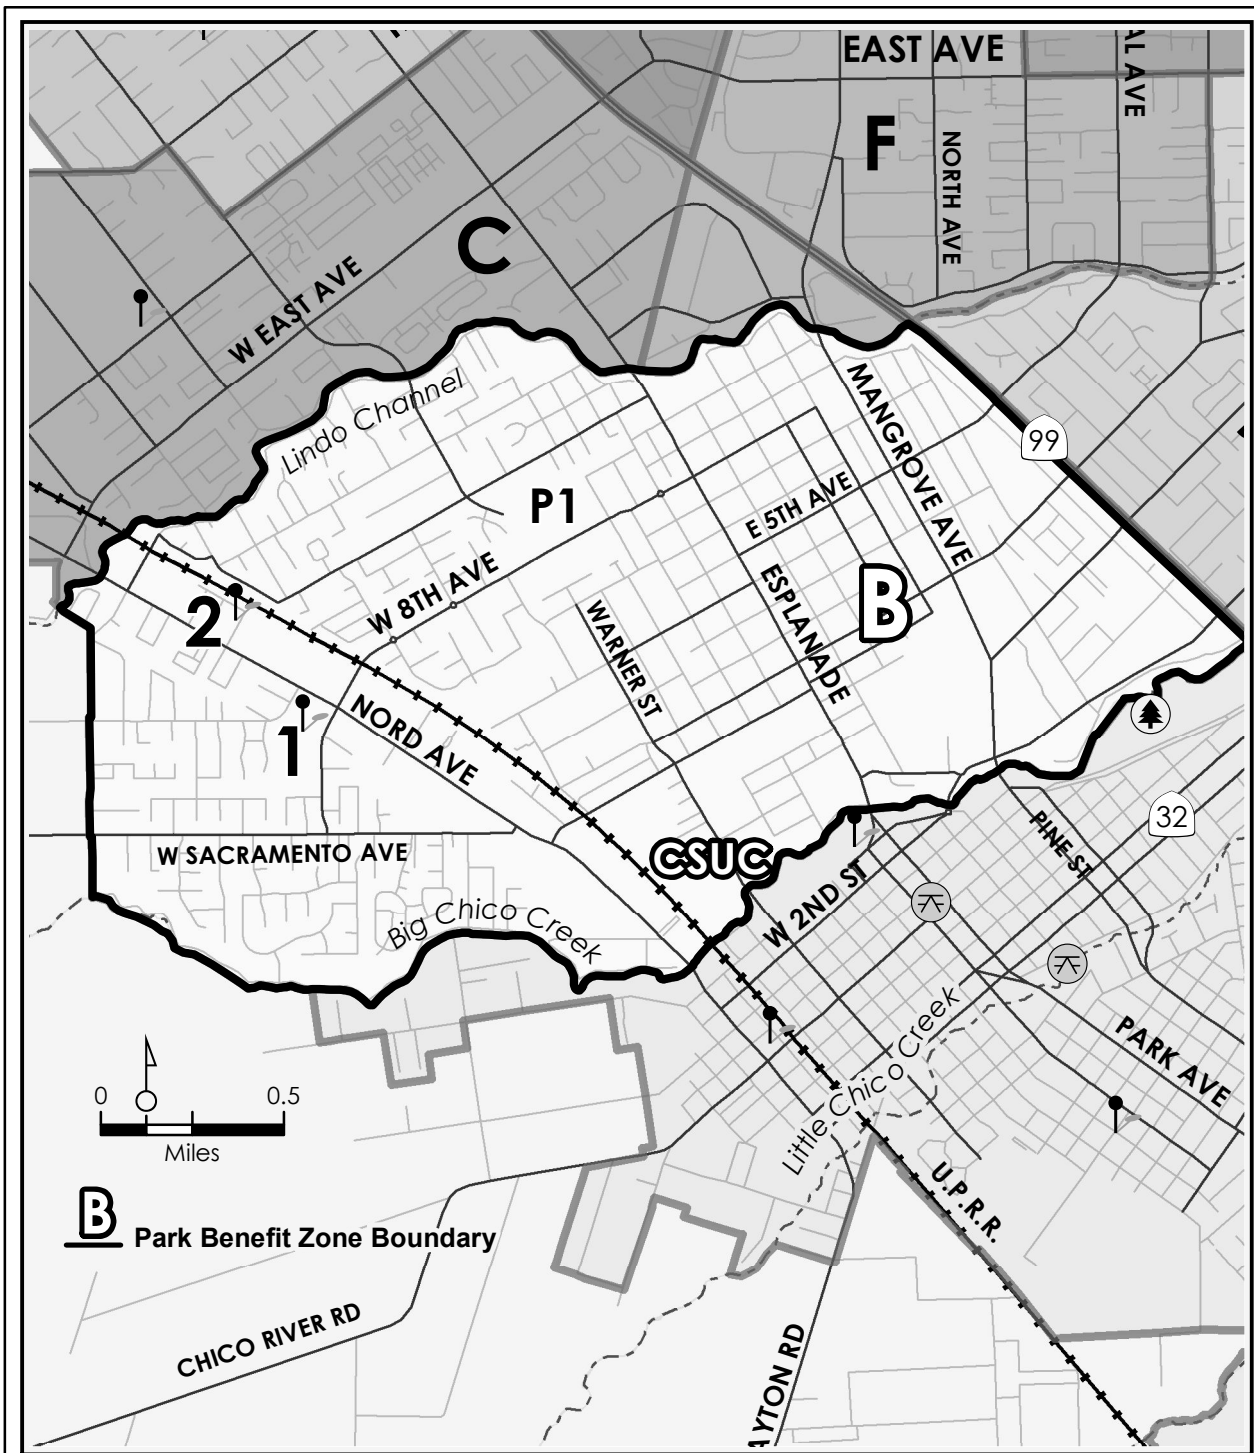 EAST AVE
AL AVE
F
NORTH AVE
C
W EAST AVE
Lindo Channel
MANGROVE AVE
99
P1
E 5TH AVE
W 8TH AVE
ESPLANADE
B
2
WARNER ST
NORD AVE
1
32
PINE ST
CSUC
W SACRAMENTO AVE
W 2ND ST
Big Chico Creek
Little Chico Creek
PARK AVE
0 0.5
Miles
U.P.R.R.
B Park Benefit Zone Boundary
CHICO RIVER RD
AYTON RD